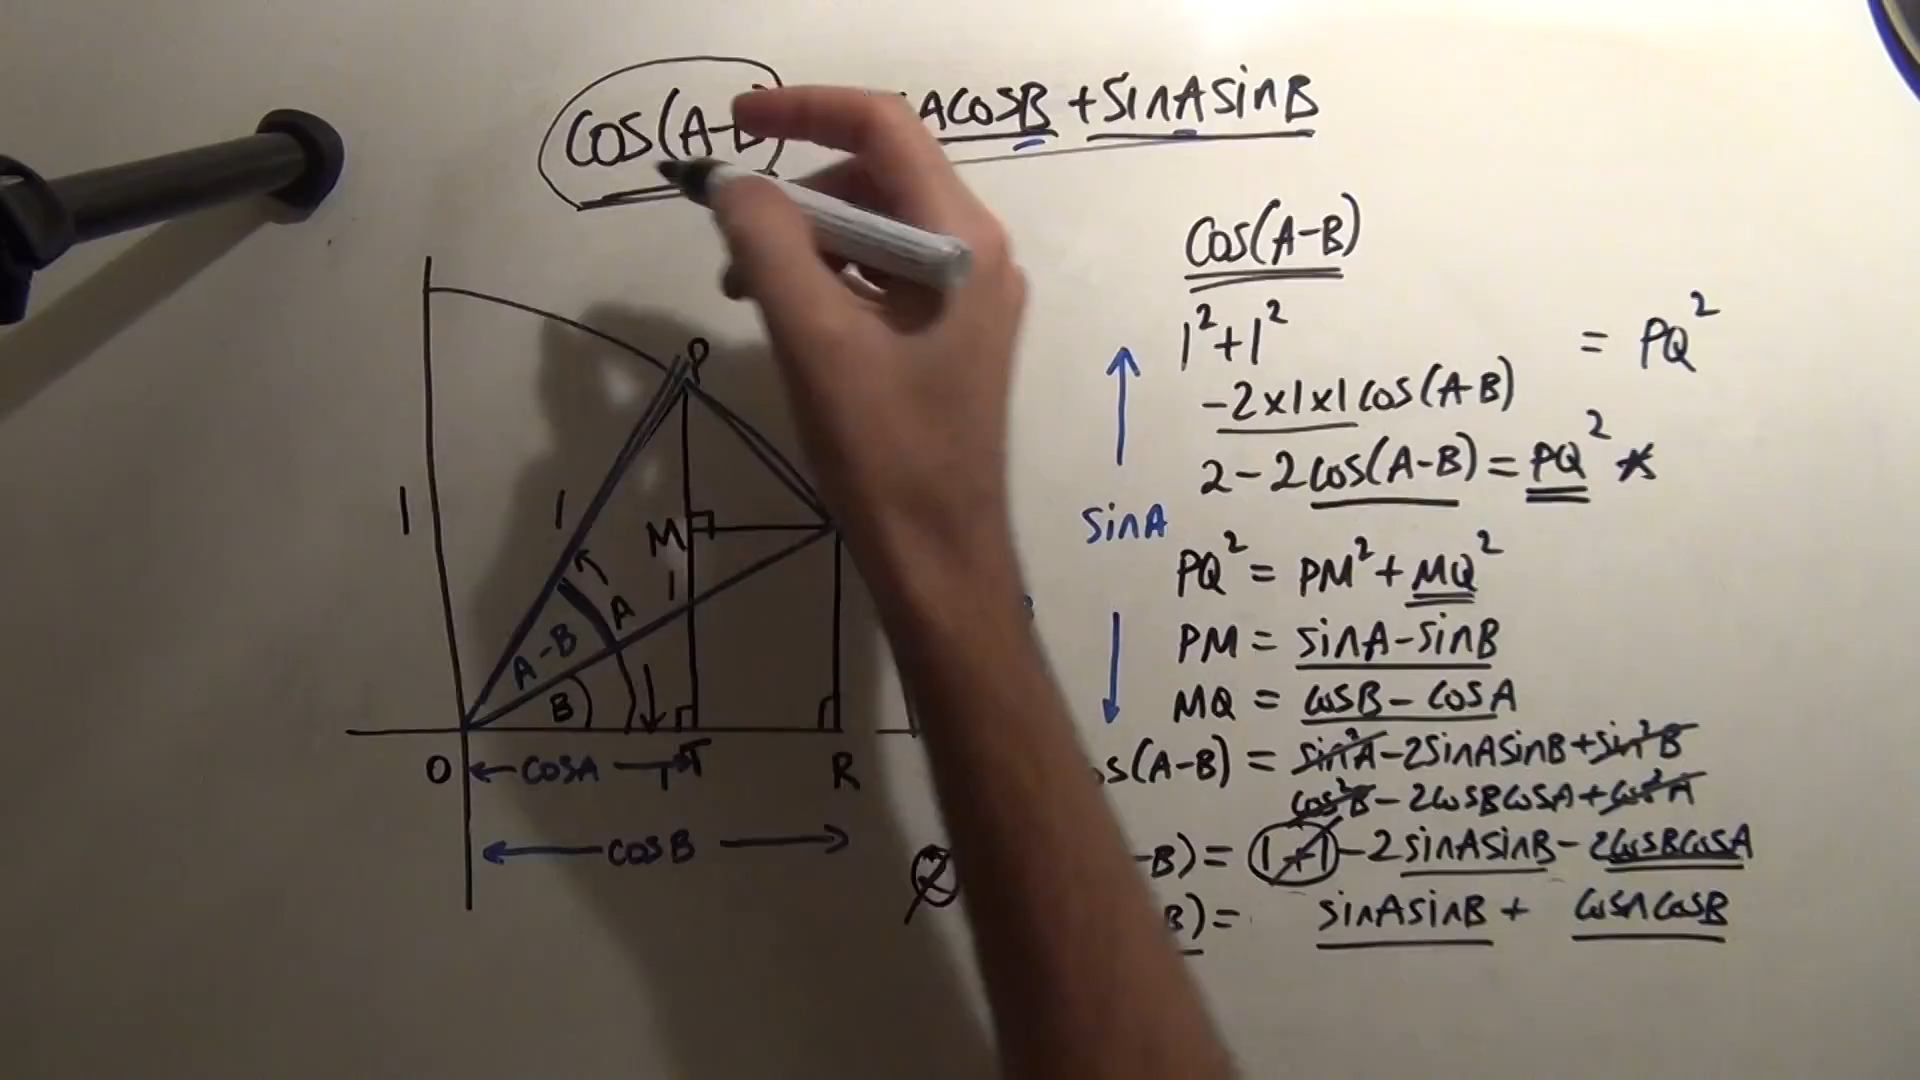 cos(A-B) ACOSB + SINASINB
COS(A-B)
1²+1² = PQ²
-2x1x1 cos(A-B)
2-2cos(A-B) = PQ² *
PQ² = PM² + MQ²
PM = sinA - sinB
MQ = cosB - cosA
os(A-B) = sin²A - 2sinAsinB + sin²B
cos²B - 2cosBcosA + cos²A
-B) = 1+1 - 2sinAsinB - 2cosBcosA
B) = sinAsinB + cosAcosB
sinA
P
1
1
M
1
A
A-B
B
O
cosA
T
R
cosB
2